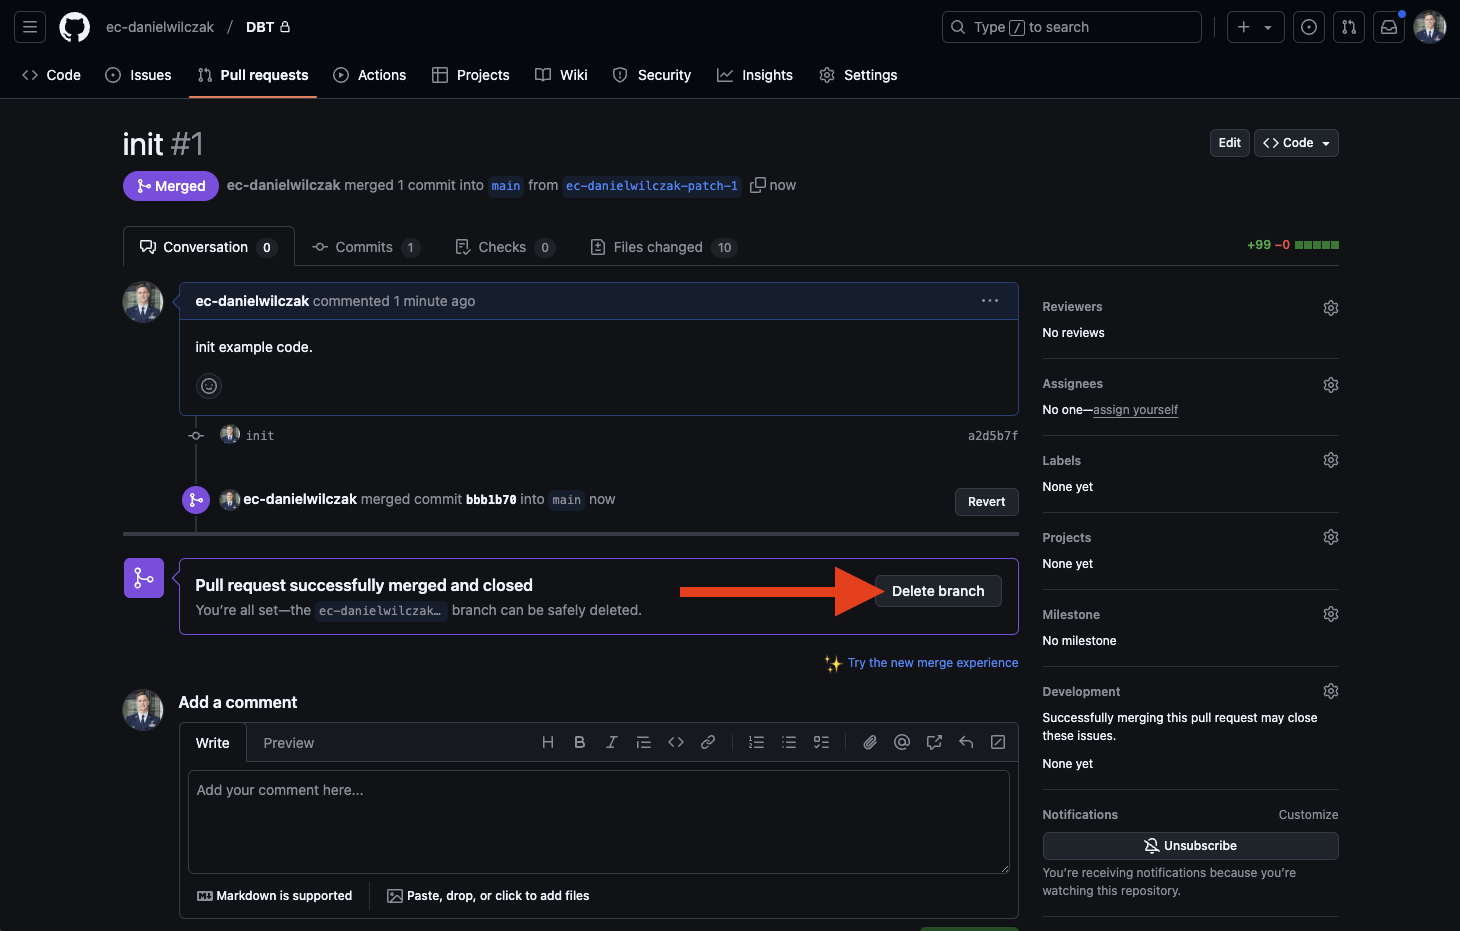 ec-danielwilczak / DBT
Type / to search
Code Issues Pull requests Actions Projects Wiki Security Insights Settings
init #1
Edit Code
Merged ec-danielwilczak merged 1 commit into main from ec-danielwilczak-patch-1 now
Conversation 0 Commits 1 Checks 0 Files changed 10
+99 −0
ec-danielwilczak commented 1 minute ago
init example code.
init a2d5b7f
ec-danielwilczak merged commit bbb1b70 into main now
Revert
Pull request successfully merged and closed
You're all set—the ec-danielwilczak… branch can be safely deleted.
Delete branch
Try the new merge experience
Add a comment
Write Preview
Add your comment here...
Markdown is supported
Paste, drop, or click to add files
Reviewers
No reviews
Assignees
No one—assign yourself
Labels
None yet
Projects
None yet
Milestone
No milestone
Development
Successfully merging this pull request may close
these issues.
None yet
Notifications Customize
Unsubscribe
You're receiving notifications because you're
watching this repository.